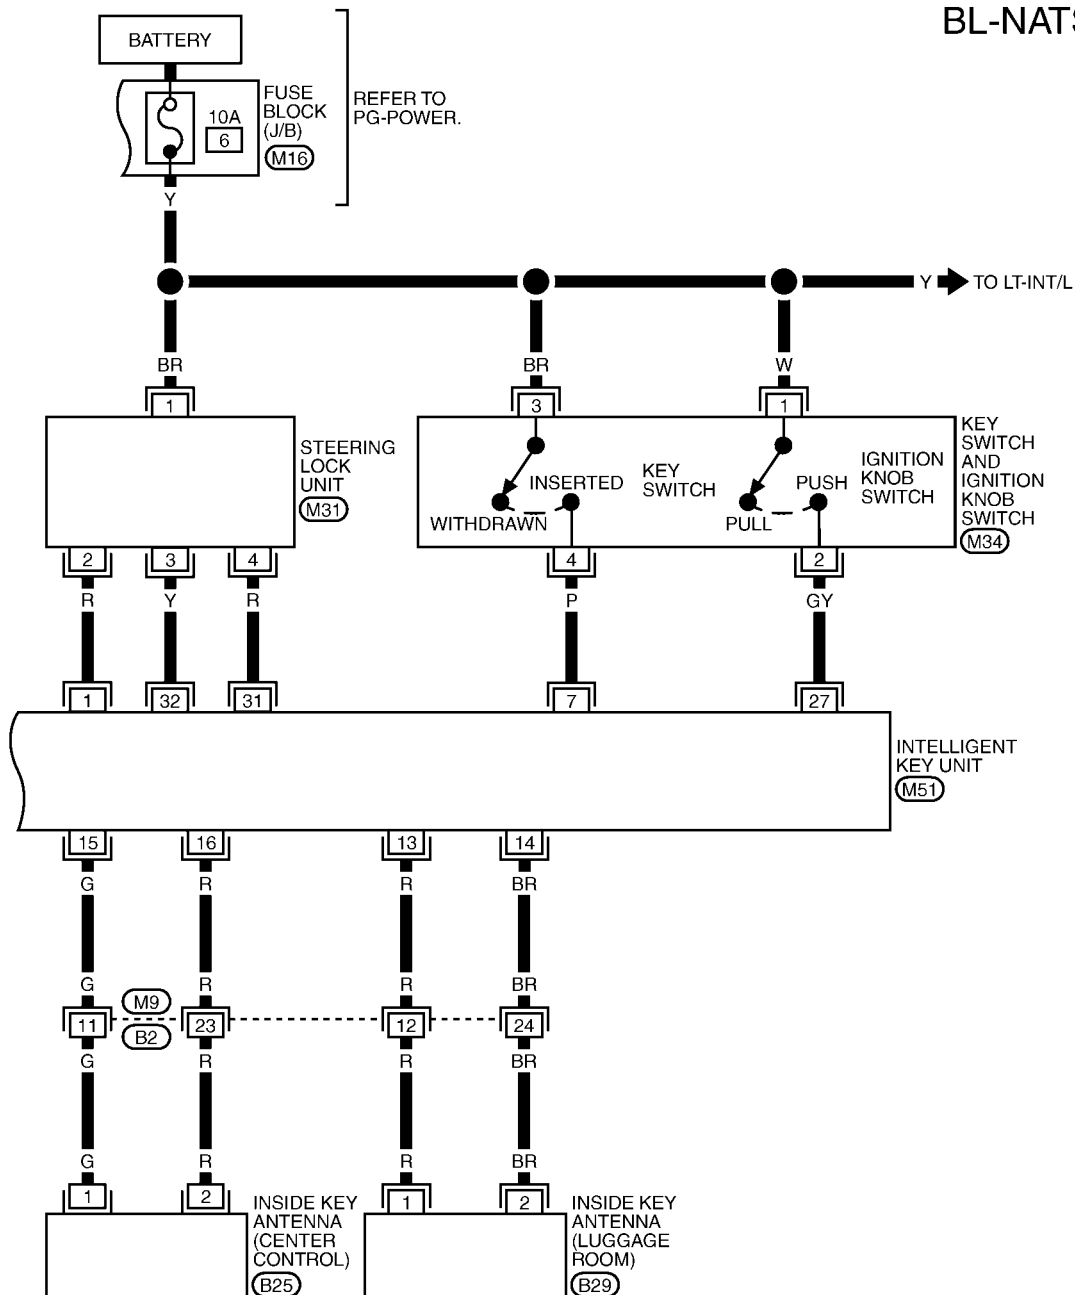 BL-NATS
BATTERY
10A
6
FUSE
BLOCK
(J/B)
M16
REFER TO
PG-POWER.
Y
Y
TO LT-INT/L
BR
BR
W
1
3
1
STEERING
LOCK
UNIT
M31
WITHDRAWN
INSERTED
KEY
SWITCH
PULL
PUSH
IGNITION
KNOB
SWITCH
KEY
SWITCH
AND
IGNITION
KNOB
SWITCH
M34
2
3
4
4
2
R
Y
R
P
GY
1
32
31
7
27
INTELLIGENT
KEY UNIT
M51
15
16
13
14
G
R
R
BR
G
R
R
BR
M9
11
23
12
24
B2
G
R
R
BR
G
R
R
BR
1
2
1
2
INSIDE KEY
ANTENNA
(CENTER
CONTROL)
B25
INSIDE KEY
ANTENNA
(LUGGAGE
ROOM)
B29